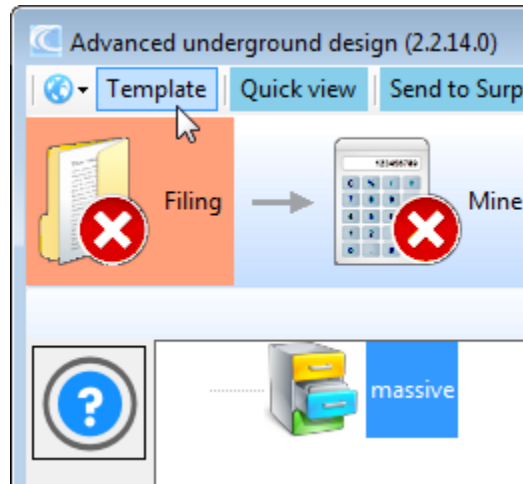 Advanced underground design (2.2.14.0)
Template Quick view Send to Surp
Filing Mine
massive